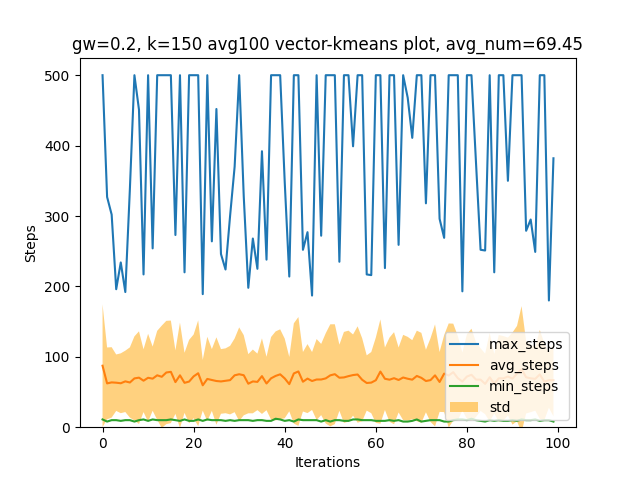 gw=0.2, k=150 avg100 vector-kmeans plot, avg_num=69.45
500
400
300
200
100
0
Steps
max_steps
avg_steps
min_steps
std
0 20 40 60 80 100
Iterations